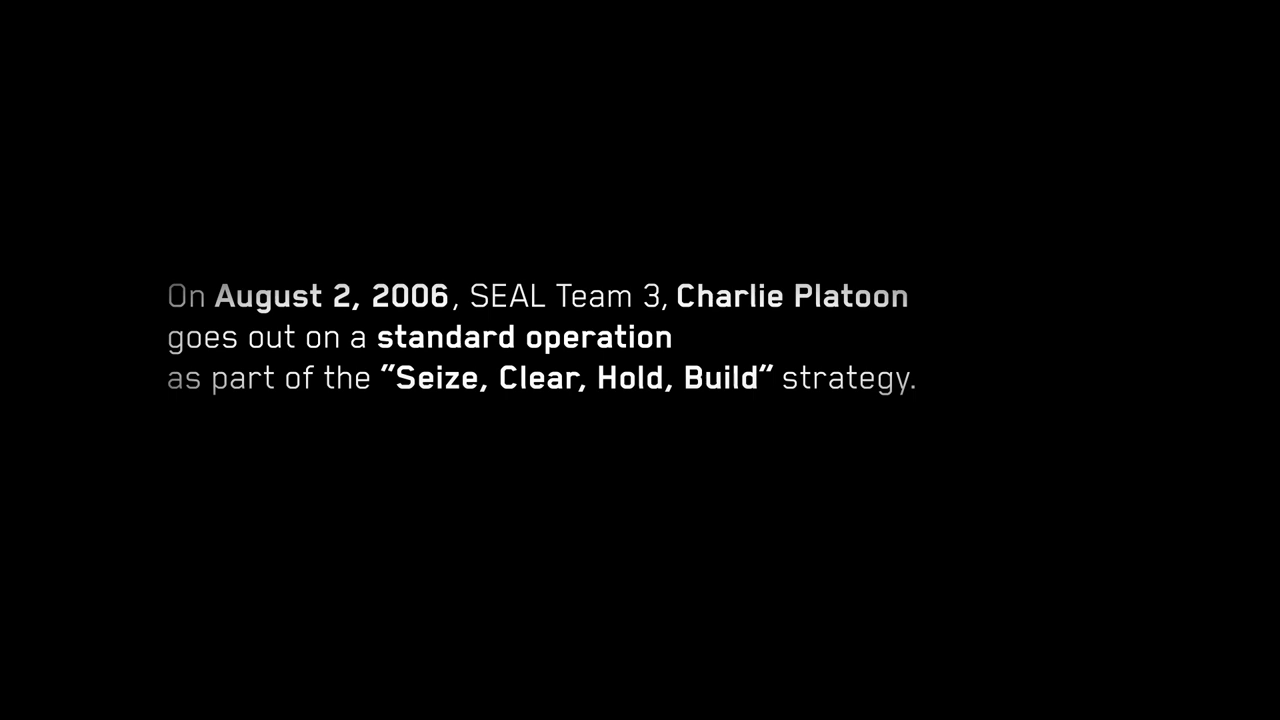 On August 2, 2006, SEAL Team 3, Charlie Platoon
goes out on a standard operation
as part of the "Seize, Clear, Hold, Build" strategy.